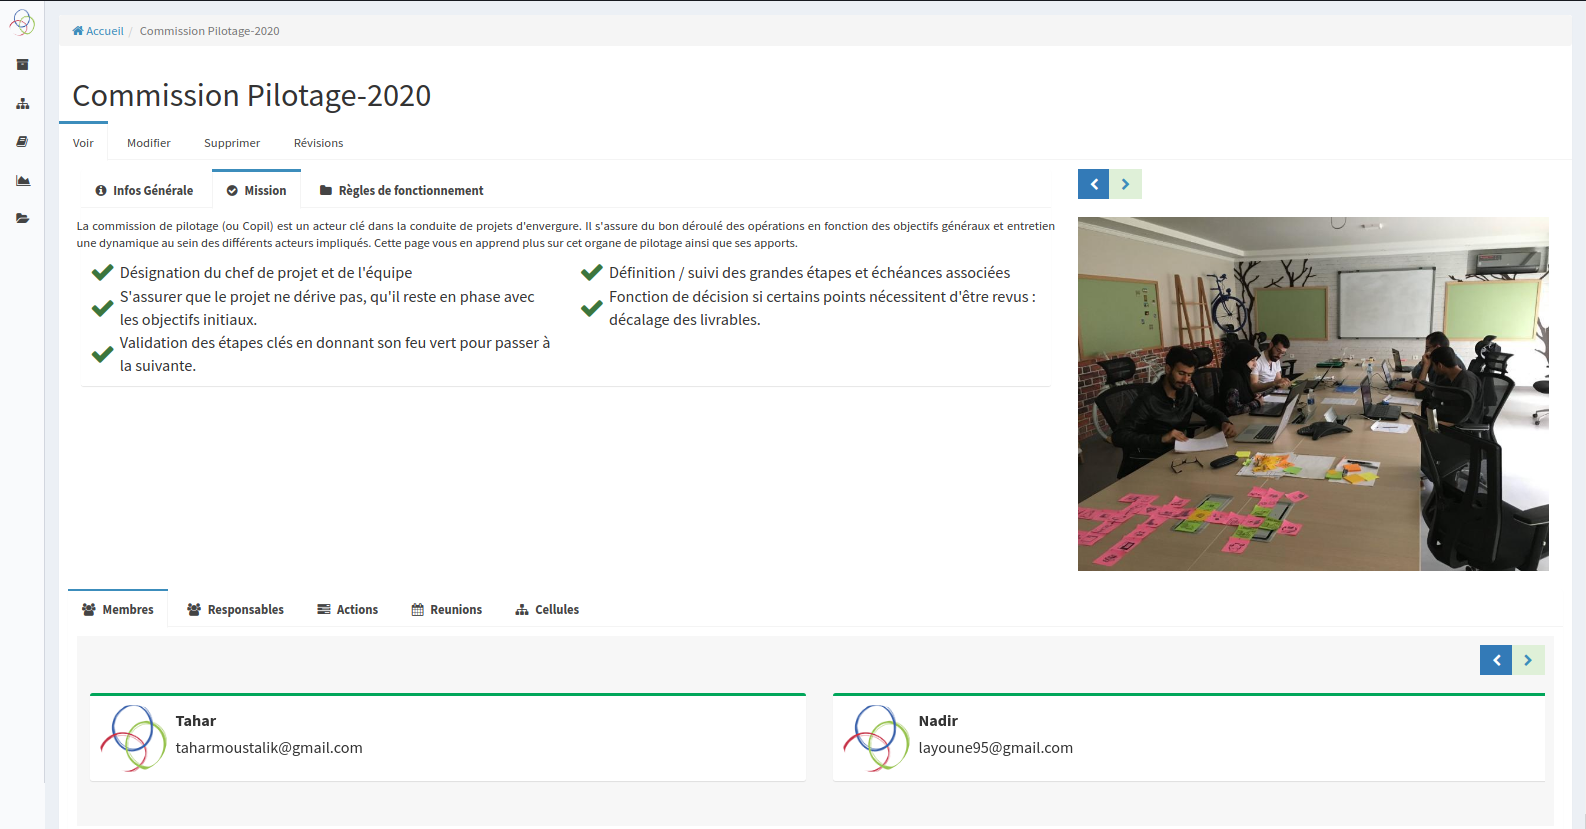 Accueil / Commission Pilotage-2020
Commission Pilotage-2020
Voir Modifier Supprimer Révisions
Infos Générale Mission Règles de fonctionnement
La commission de pilotage (ou Copil) est un acteur clé dans la conduite de projets d'envergure. Il s'assure du bon déroulé des opérations en fonction des objectifs généraux et entretien
une dynamique au sein des différents acteurs impliqués. Cette page vous en apprend plus sur cet organe de pilotage ainsi que ses apports.
Désignation du chef de projet et de l'équipe
S'assurer que le projet ne dérive pas, qu'il reste en phase avec
les objectifs initiaux.
Validation des étapes clés en donnant son feu vert pour passer à
la suivante.
Définition / suivi des grandes étapes et échéances associées
Fonction de décision si certains points nécessitent d'être revus :
décalage des livrables.
Membres Responsables Actions Reunions Cellules
Tahar
taharmoustalik@gmail.com
Nadir
layoune95@gmail.com